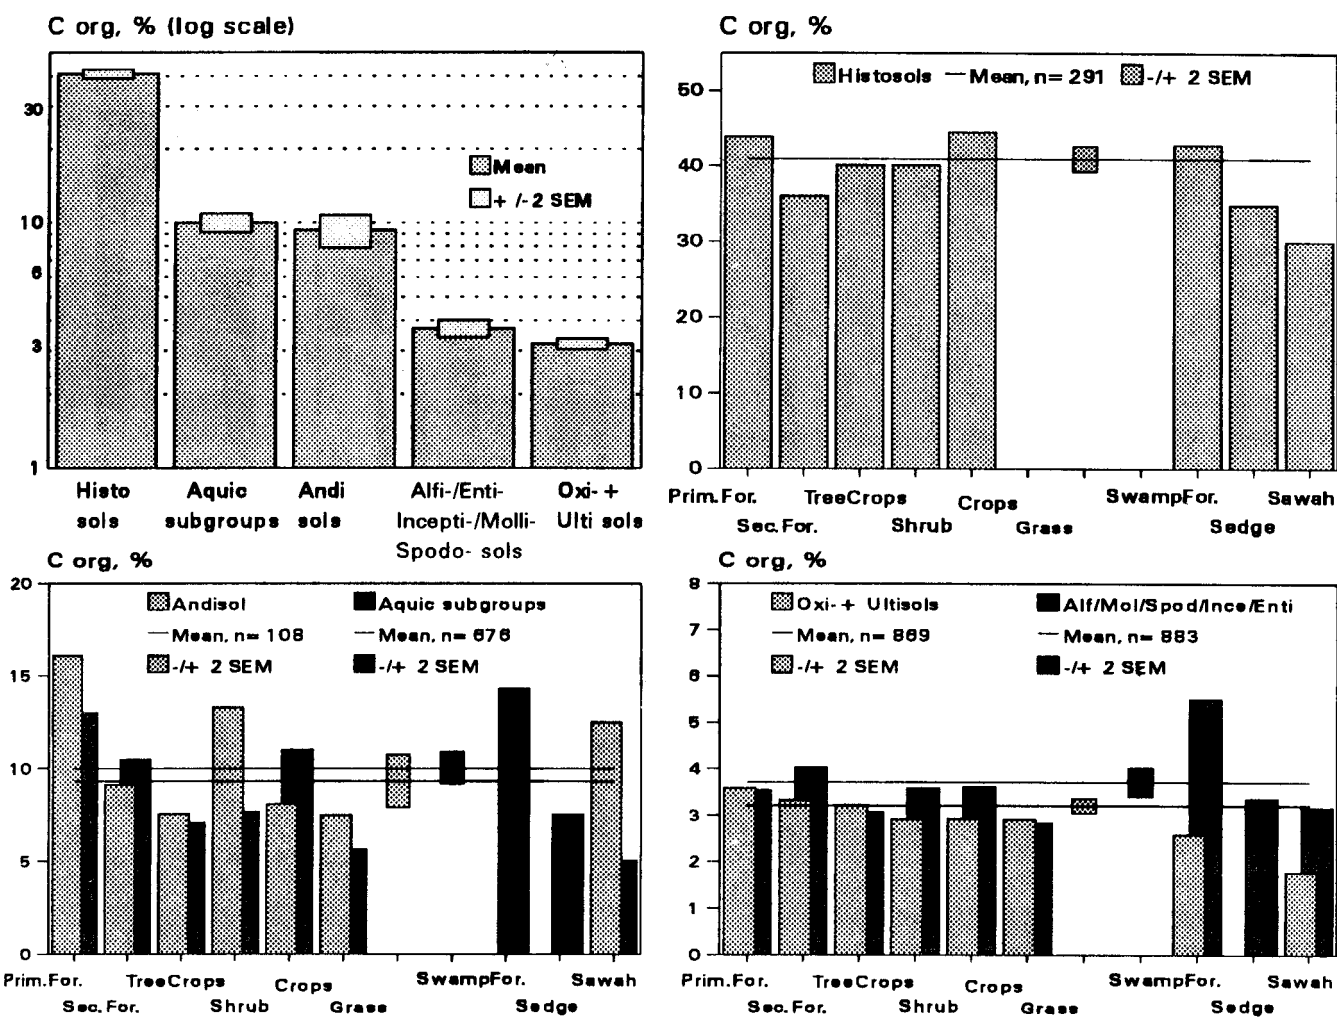 C org, % (log scale)
30
10
6
3
1
Mean
+ /- 2 SEM
Histo
sols
Aquic
subgroups
Andi
sols
Alfi-/Enti-
Incepti-/Molli-
Spodo- sols
Oxi- +
Ulti sols
C org, %
50
40
30
20
10
0
Histosols
Mean, n= 291
-/+ 2 SEM
Prim. For.
Sec. For.
TreeCrops
Shrub
Crops
Grass
SwampFor.
Sedge
Sawah
C org, %
20
15
10
5
0
Andisol
Aquic subgroups
Mean, n= 108
Mean, n= 676
-/+ 2 SEM
-/+ 2 SEM
Prim. For.
Sec. For.
TreeCrops
Shrub
Crops
Grass
SwampFor.
Sedge
Sawah
C org, %
8
7
6
5
4
3
2
1
0
Oxi- + Ultisols
Alf/Mol/Spod/Ince/Enti
Mean, n= 869
Mean, n= 883
-/+ 2 SEM
-/+ 2 SEM
Prim. For.
Sec. For.
TreeCrops
Shrub
Crops
Grass
SwampFor.
Sedge
Sawah